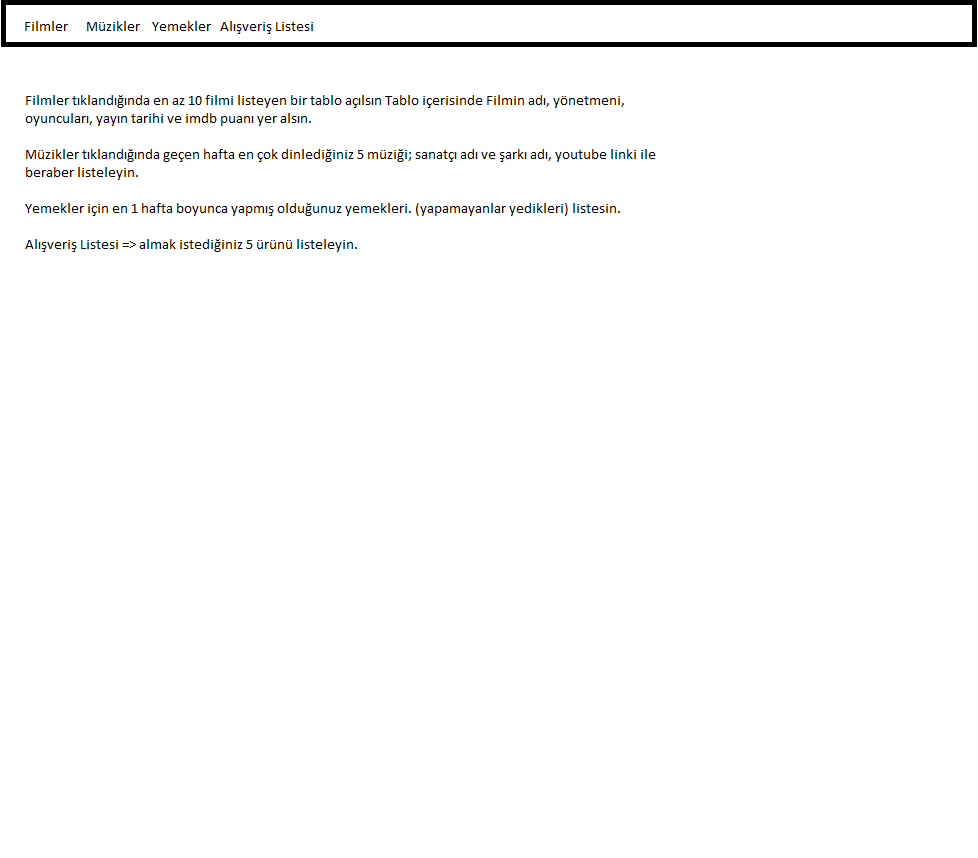 Filmler Müzikler Yemekler Alışveriş Listesi
Filmler tıklandığında en az 10 filmi listeyen bir tablo açılsın Tablo içerisinde Filmin adı, yönetmeni,
oyuncuları, yayın tarihi ve imdb puanı yer alsın.
Müzikler tıklandığında geçen hafta en çok dinlediğiniz 5 müziği; sanatçı adı ve şarkı adı, youtube linki ile
beraber listeleyin.
Yemekler için en 1 hafta boyunca yapmış olduğunuz yemekleri. (yapamayanlar yedikleri) listesin.
Alışveriş Listesi => almak istediğiniz 5 ürünü listeleyin.